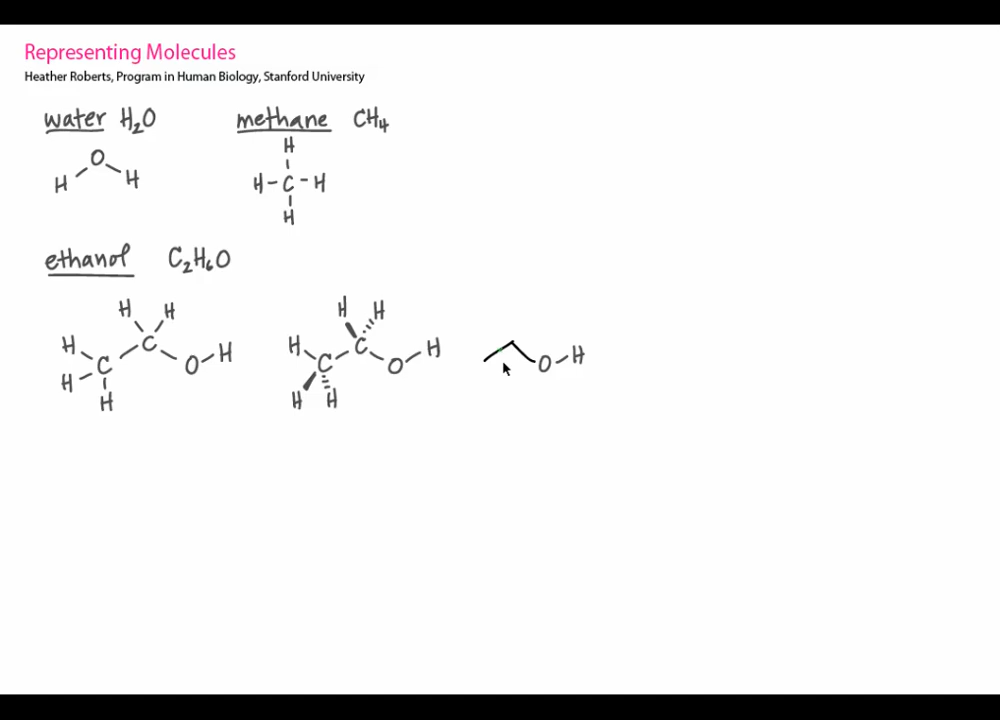 Representing Molecules
Heather Roberts, Program in Human Biology, Stanford University
water H₂O methane CH₄
H
O
H H
H-C-H
H
ethanol C₂H₆O
H H
H
C
O-H
H-C
H
H H
H
C
O-H
C
H H
O-H